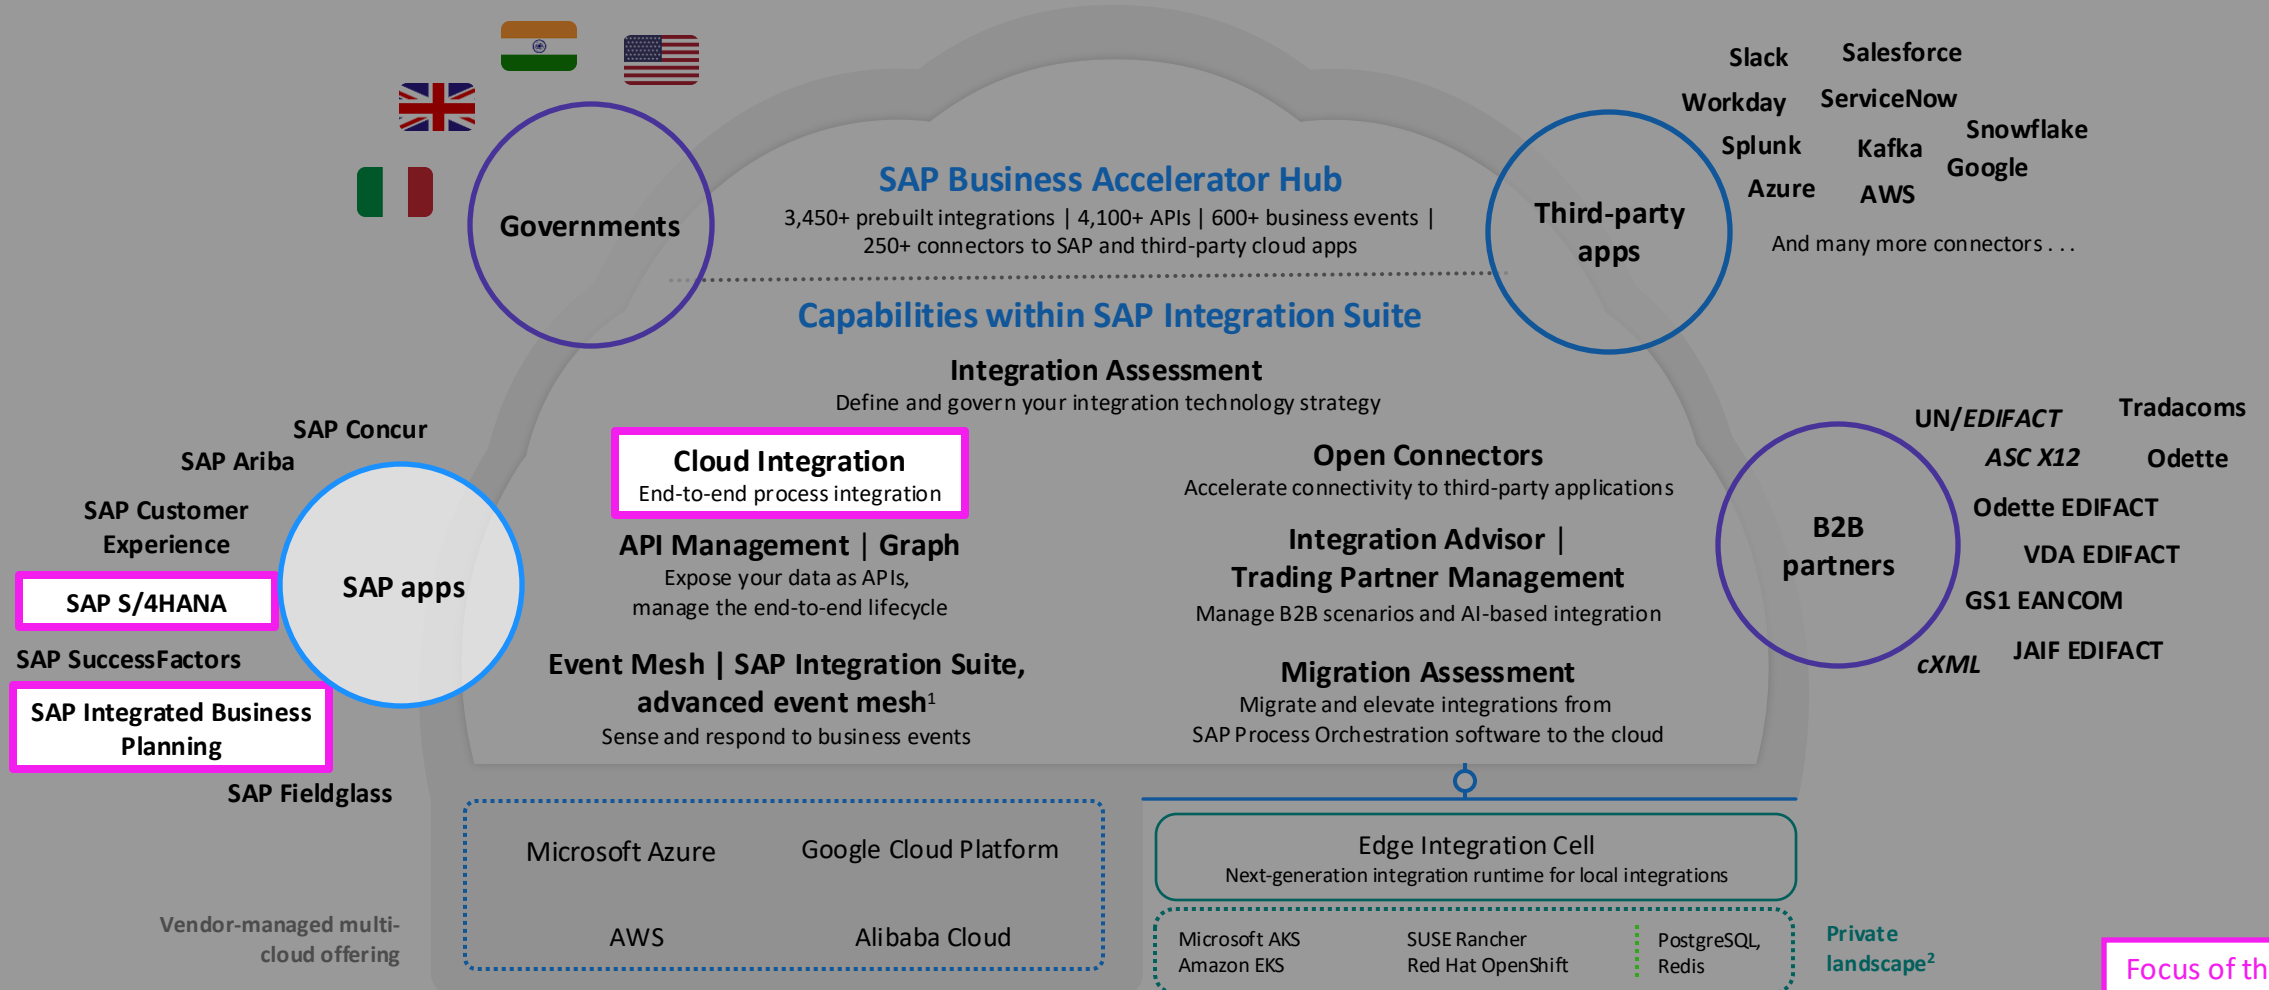 Governments
SAP Business Accelerator Hub
3,450+ prebuilt integrations | 4,100+ APIs | 600+ business events |
250+ connectors to SAP and third-party cloud apps
Third-party
apps
Slack
Salesforce
Workday
ServiceNow
Snowflake
Splunk
Kafka
Google
Azure
AWS
And many more connectors . . .
Capabilities within SAP Integration Suite
Integration Assessment
Define and govern your integration technology strategy
SAP Concur
SAP Ariba
SAP Customer
Experience
SAP S/4HANA
SAP SuccessFactors
SAP Integrated Business
Planning
SAP Fieldglass
SAP apps
Cloud Integration
End-to-end process integration
API Management | Graph
Expose your data as APIs,
manage the end-to-end lifecycle
Event Mesh | SAP Integration Suite,
advanced event mesh¹
Sense and respond to business events
Open Connectors
Accelerate connectivity to third-party applications
Integration Advisor |
Trading Partner Management
Manage B2B scenarios and AI-based integration
Migration Assessment
Migrate and elevate integrations from
SAP Process Orchestration software to the cloud
B2B
partners
UN/EDIFACT
Tradacoms
ASC X12
Odette
Odette EDIFACT
VDA EDIFACT
GS1 EANCOM
JAIF EDIFACT
cXML
Vendor-managed multi-
cloud offering
Microsoft Azure
Google Cloud Platform
AWS
Alibaba Cloud
Edge Integration Cell
Next-generation integration runtime for local integrations
Microsoft AKS
Amazon EKS
SUSE Rancher
Red Hat OpenShift
PostgreSQL,
Redis
Private
landscape²
Focus of th